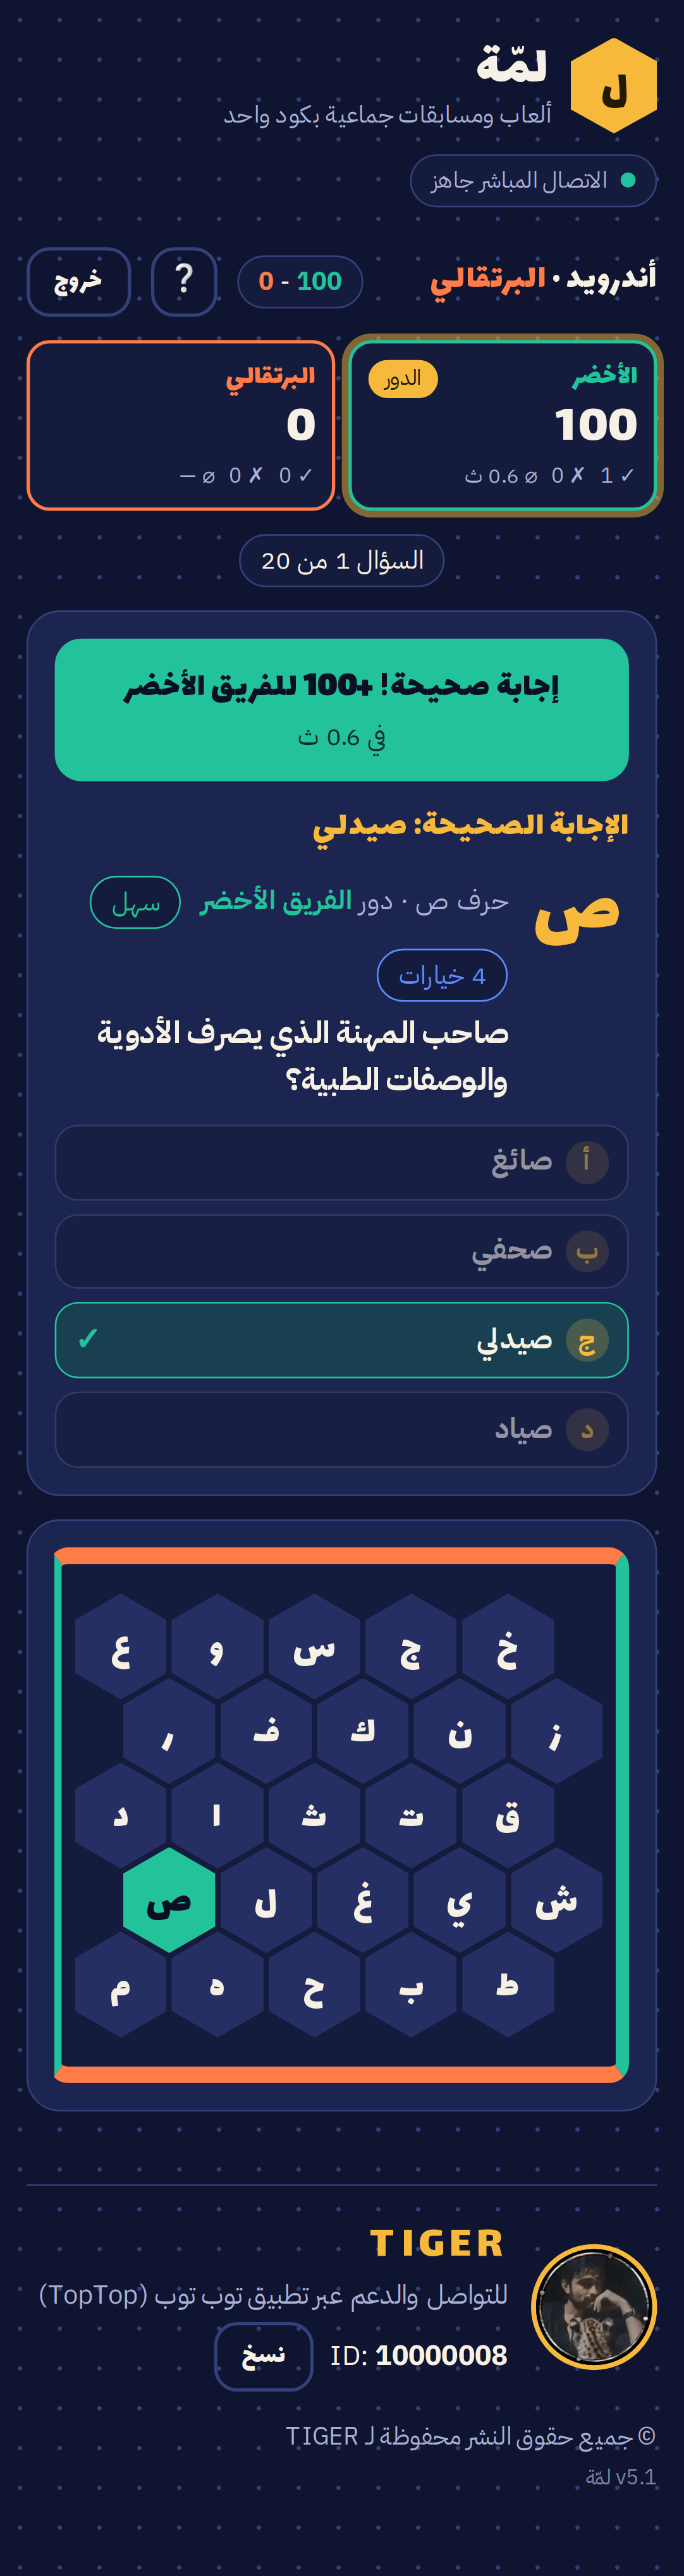 ل
لمّة
ألعاب ومسابقات جماعية بكود واحد
الاتصال المباشر جاهز
أندرويد · البرتقالي
100 - 0
?
خروج
الأخضر
الدور
100
✓ 1 ✗ 0 ⌀ 0.6 ث
البرتقالي
0
✓ 0 ✗ 0 ⌀ —
السؤال 1 من 20
إجابة صحيحة! +100 للفريق الأخضر
في 0.6 ث
الإجابة الصحيحة: صيدلي
ص
حرف ص · دور الفريق الأخضر سهل
4 خيارات
صاحب المهنة الذي يصرف الأدوية
والوصفات الطبية؟
أ صائغ
ب صحفي
ج صيدلي ✓
د صياد
خ ج س و ع
ز ن ك ف ر
ق ت ث ا د
ش ي غ ل ص
ط ب ح ه م
TIGER
للتواصل والدعم عبر تطبيق توب توب (TopTop)
ID: 10000008
نسخ
© جميع حقوق النشر محفوظة لـ TIGER
لمّة v5.1